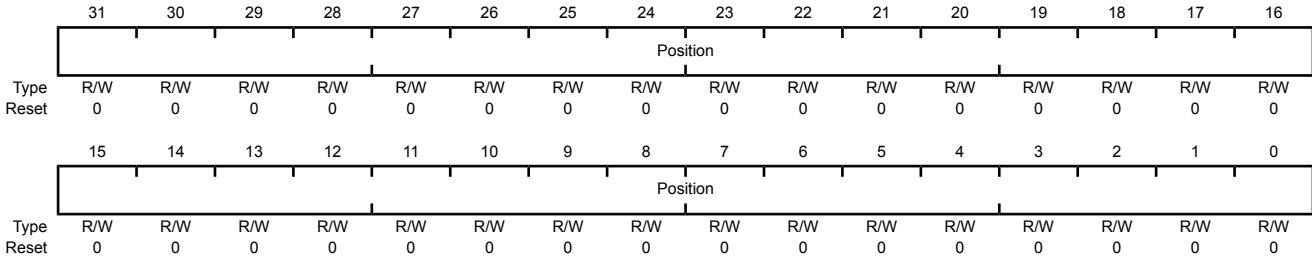 31 30 29 28 27 26 25 24 23 22 21 20 19 18 17 16
Position
Type R/W R/W R/W R/W R/W R/W R/W R/W R/W R/W R/W R/W R/W R/W R/W R/W
Reset 0 0 0 0 0 0 0 0 0 0 0 0 0 0 0 0
15 14 13 12 11 10 9 8 7 6 5 4 3 2 1 0
Position
Type R/W R/W R/W R/W R/W R/W R/W R/W R/W R/W R/W R/W R/W R/W R/W R/W
Reset 0 0 0 0 0 0 0 0 0 0 0 0 0 0 0 0